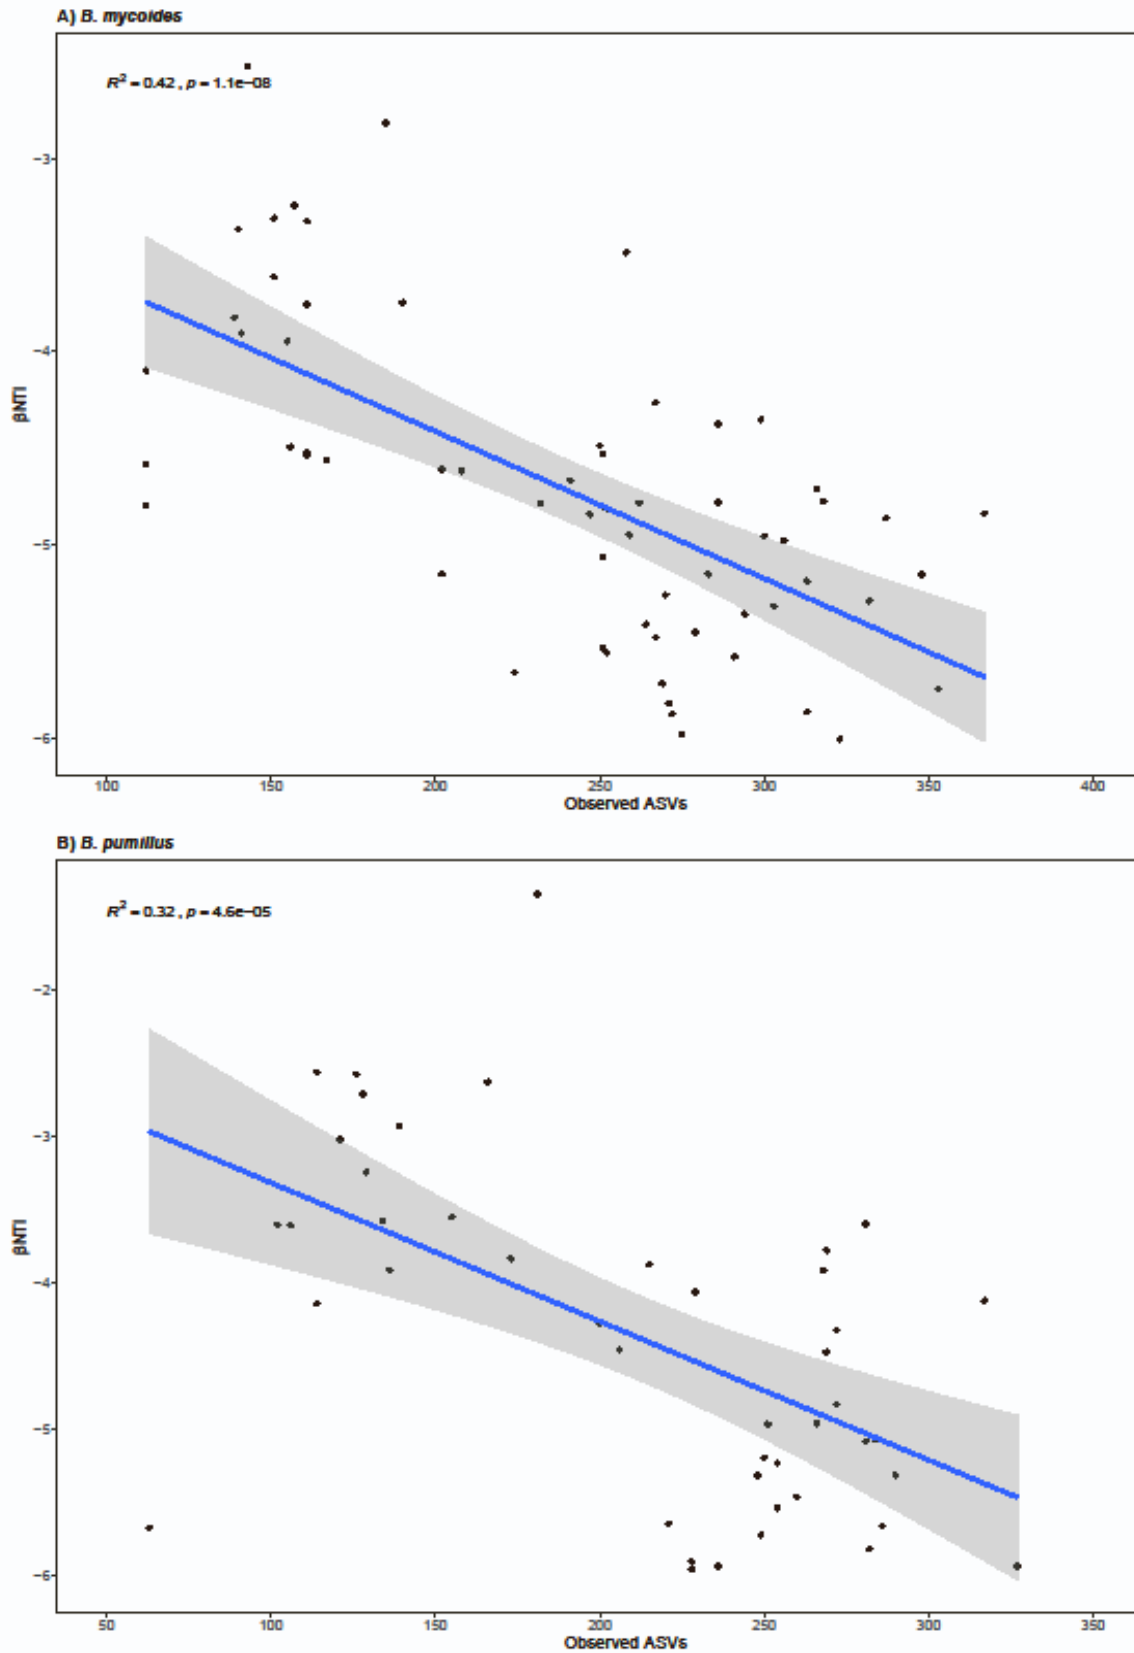 A) B. mycoides
R² = 0.42 , p = 1.1e−08
−3
−4
−5
−6
βNTI
100 150 200 250 300 350 400
Observed ASVs
B) B. pumillus
R² = 0.32 , p = 4.6e−05
−2
−3
−4
−5
−6
βNTI
50 100 150 200 250 300 350
Observed ASVs